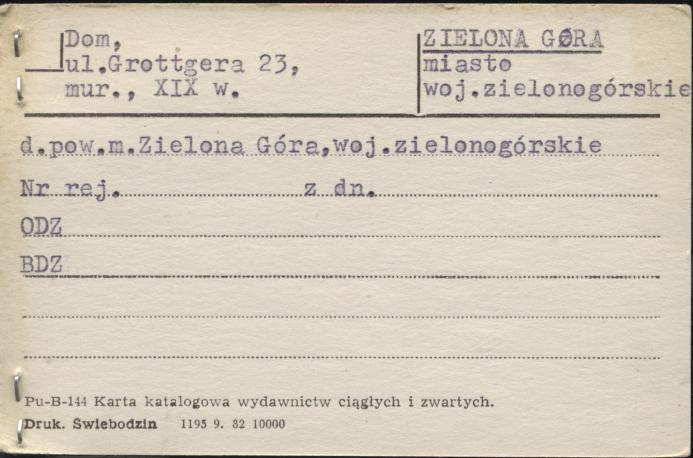 Dom,
ul.Grottgera 23,
mur., XIX w.
ZIELONA GÓRA
miasto
woj.zielonogórskie
d.pow.m.Zielona Góra,woj.zielonogórskie
Nr rej. z dn.
ODZ
BDZ
Pu-B-144 Karta katalogowa wydawnictw ciągłych i zwartych.
Druk. Świebodzin 1195 9. 82 10000